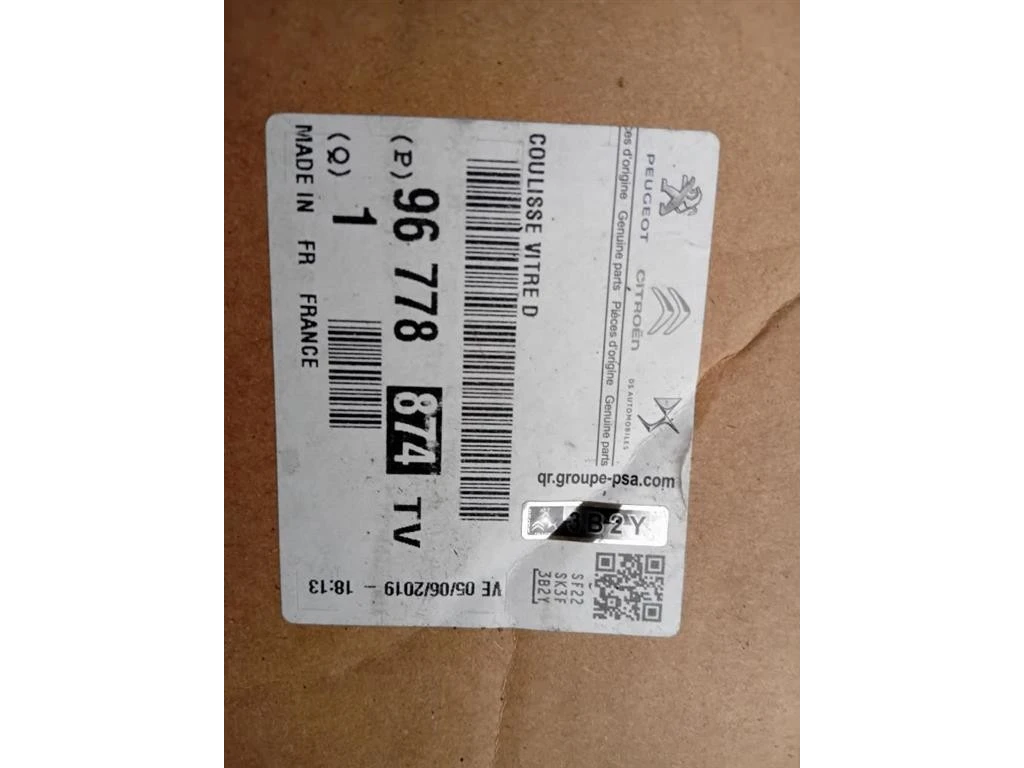 PEUGEOT
CITROËN
DS AUTOMOBILES
d'origine Genuine parts Pièces d'origine Genuine parts
qr.groupe-psa.com
COULISSE VITRE D
3B2Y
SF22
SK3F
3B2Y
(P) 96 778 874 TV
(Q) 1
MADE IN FR FRANCE
VE 05/06/2019 - 18:13